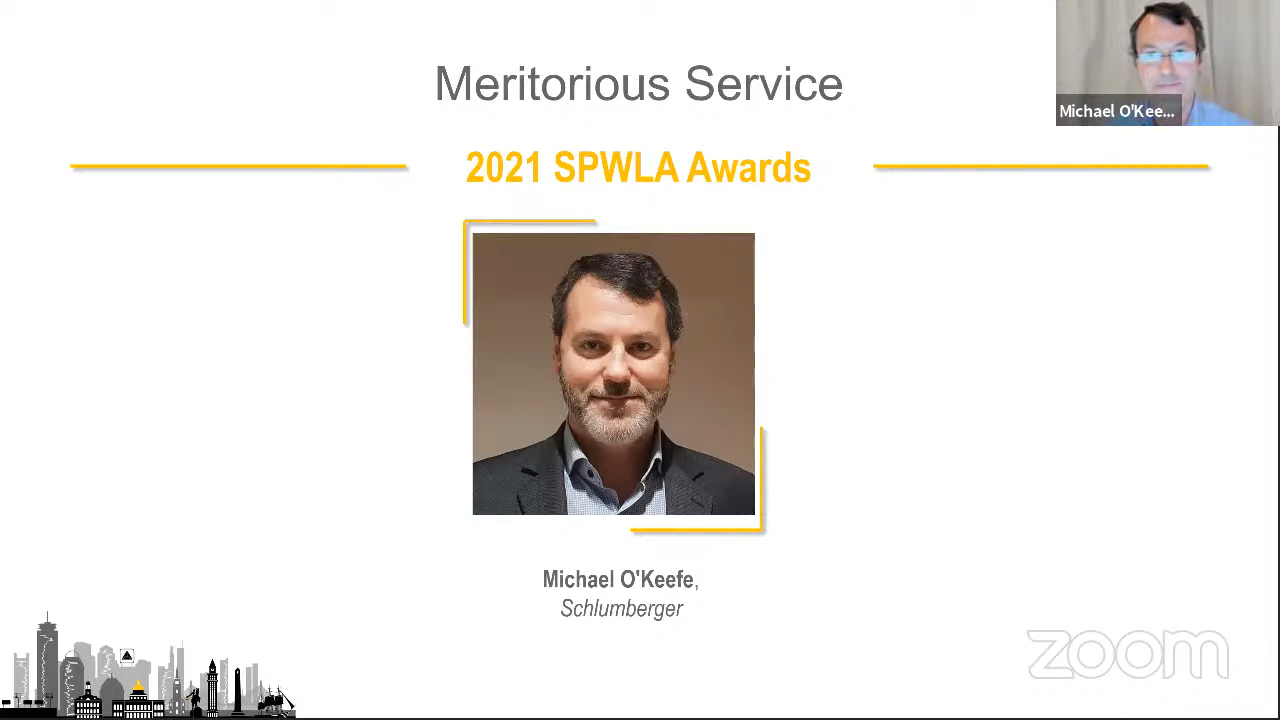 Meritorious Service
Michael O'Kee...
2021 SPWLA Awards
Michael O'Keefe,
Schlumberger
zoom